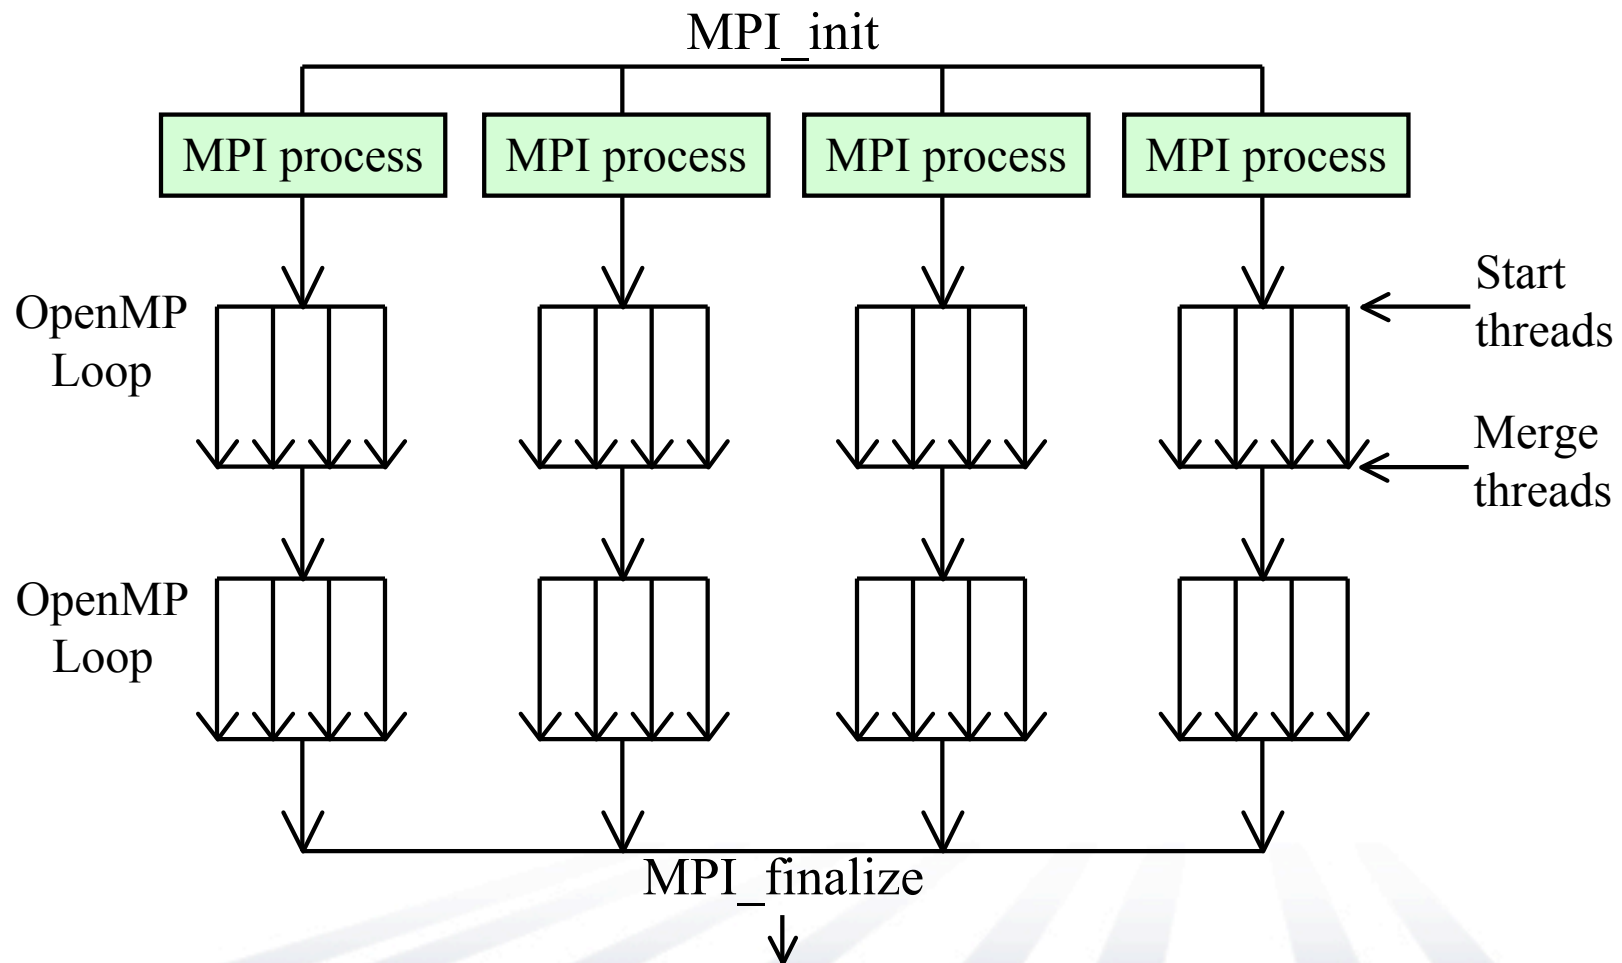 MPI_init
MPI process
MPI process
MPI process
MPI process
Start
threads
OpenMP
Loop
Merge
threads
OpenMP
Loop
MPI_finalize